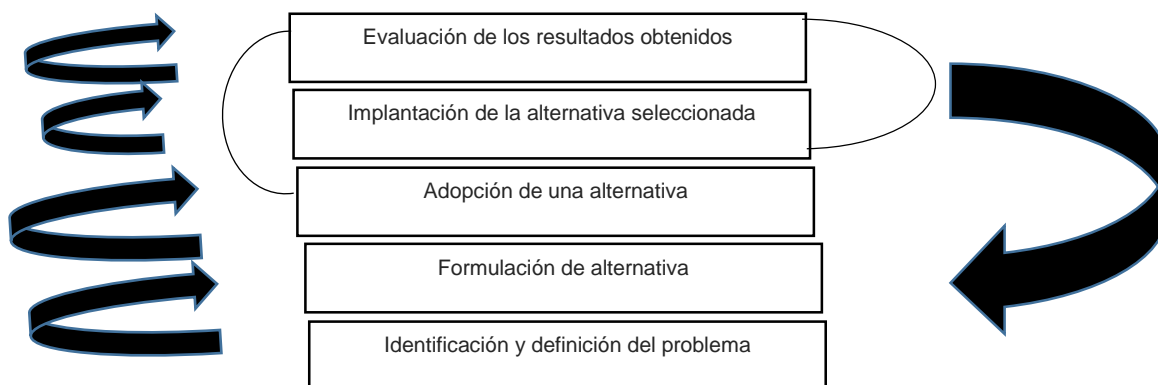 Evaluación de los resultados obtenidos
Implantación de la alternativa seleccionada
Adopción de una alternativa
Formulación de alternativa
Identificación y definición del problema